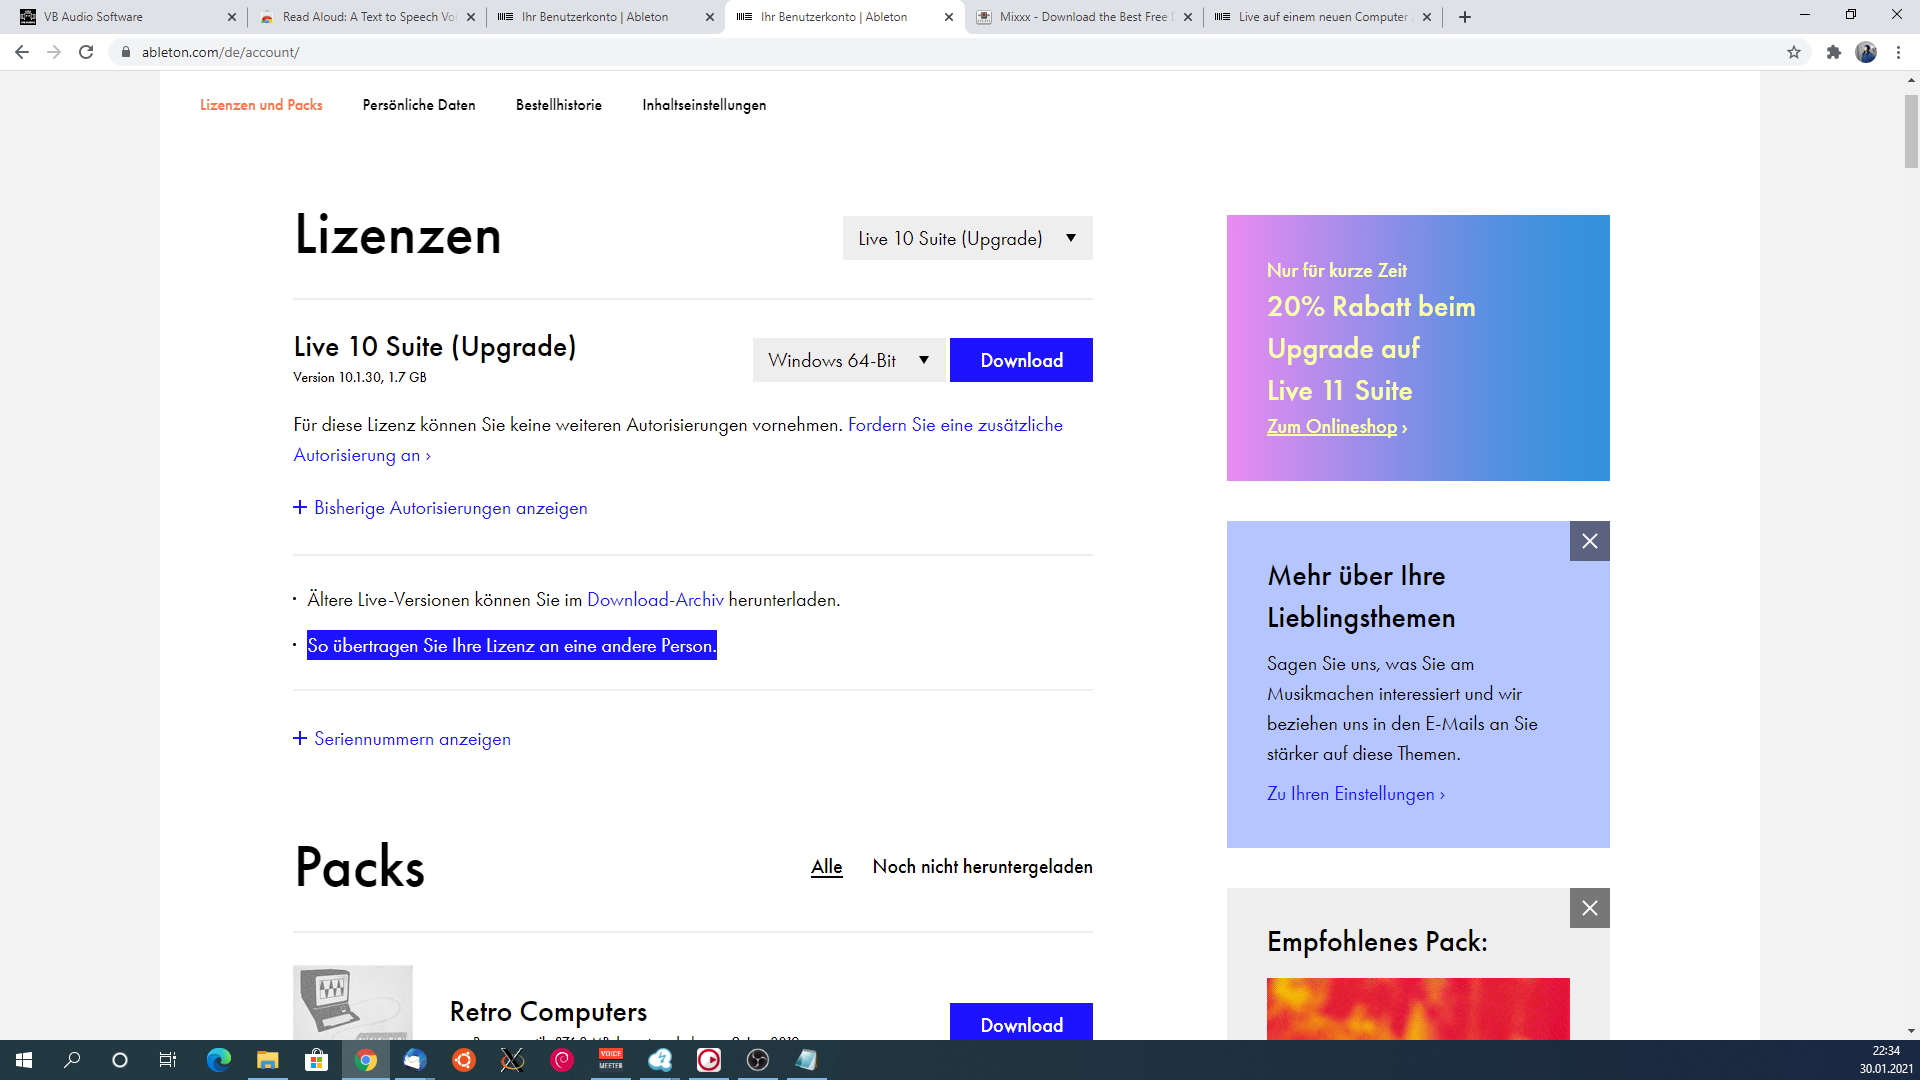 VB Audio Software
Read Aloud: A Text to Speech Voi
Ihr Benutzerkonto | Ableton
Ihr Benutzerkonto | Ableton
Mixxx - Download the Best Free
Live auf einem neuen Computer
ableton.com/de/account/
Lizenzen und Packs
Persönliche Daten
Bestellhistorie
Inhaltseinstellungen
Lizenzen
Live 10 Suite (Upgrade)
Live 10 Suite (Upgrade)
Version 10.1.30, 1.7 GB
Windows 64-Bit
Download
Für diese Lizenz können Sie keine weiteren Autorisierungen vornehmen. Fordern Sie eine zusätzliche
Autorisierung an ›
+ Bisherige Autorisierungen anzeigen
· Ältere Live-Versionen können Sie im Download-Archiv herunterladen.
· So übertragen Sie Ihre Lizenz an eine andere Person.
+ Seriennummern anzeigen
Packs
Alle
Noch nicht heruntergeladen
Retro Computers
Download
Nur für kurze Zeit
20% Rabatt beim
Upgrade auf
Live 11 Suite
Zum Onlineshop ›
Mehr über Ihre
Lieblingsthemen
Sagen Sie uns, was Sie am
Musikmachen interessiert und wir
beziehen uns in den E-Mails an Sie
stärker auf diese Themen.
Zu Ihren Einstellungen ›
Empfohlenes Pack:
VOICE
MEETER
22:34
30.01.2021